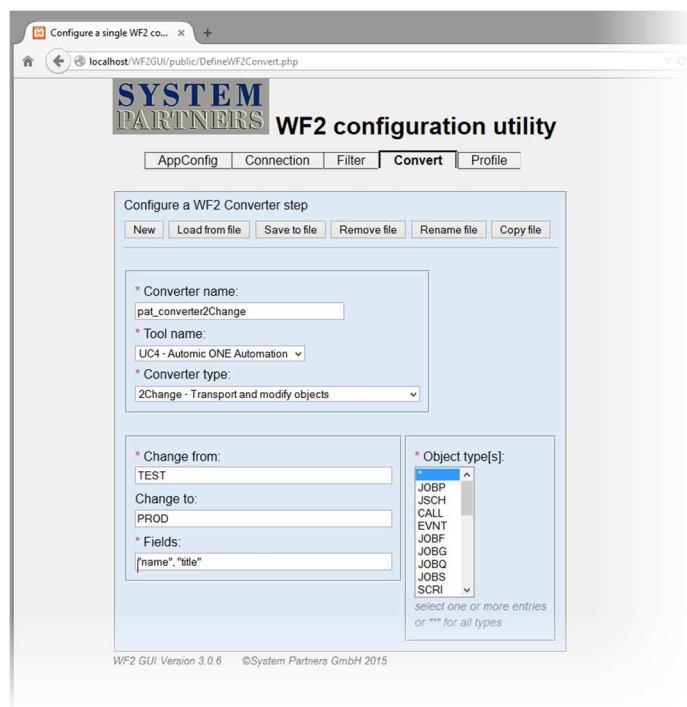 Configure a single WF2 co... × +
localhost/WF2GUI/public/DefineWF2Convert.php
SYSTEM
PARTNERS
WF2 configuration utility
AppConfig Connection Filter Convert Profile
Configure a WF2 Converter step
New Load from file Save to file Remove file Rename file Copy file
* Converter name:
pat_converter2Change
* Tool name:
UC4 - Automic ONE Automation
* Converter type:
2Change - Transport and modify objects
* Change from:
TEST
Change to:
PROD
* Fields:
"name", "title"
* Object type[s]:
*
JOBP
JSCH
CALL
EVNT
JOBF
JOBG
JOBQ
JOBS
SCRI
select one or more entries
or "*" for all types
WF2 GUI Version 3.0.6 ©System Partners GmbH 2015